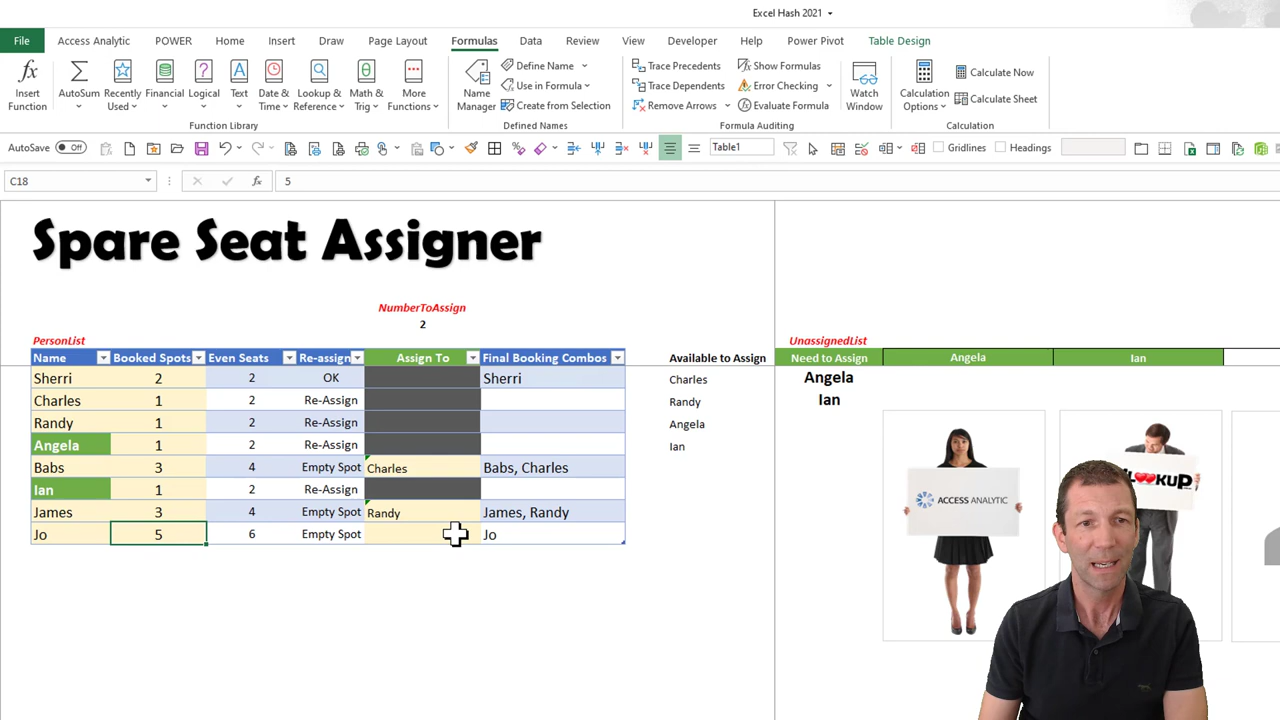 Excel Hash 2021
File Access Analytic POWER Home Insert Draw Page Layout Formulas Data Review View Developer Help Power Pivot Table Design
Insert Function
AutoSum
Recently Used
Financial
Logical
Text
Date & Time
Lookup & Reference
Math & Trig
More Functions
Function Library
Name Manager
Define Name
Use in Formula
Create from Selection
Defined Names
Trace Precedents
Trace Dependents
Remove Arrows
Show Formulas
Error Checking
Evaluate Formula
Formula Auditing
Watch Window
Calculation Options
Calculate Now
Calculate Sheet
Calculation
AutoSave Off Table1 Gridlines Headings
C18 fx 5
Spare Seat Assigner
NumberToAssign
2
PersonList
Name Booked Spots Even Seats Re-assign Assign To Final Booking Combos
Sherri 2 2 OK Sherri
Charles 1 2 Re-Assign
Randy 1 2 Re-Assign
Angela 1 2 Re-Assign
Babs 3 4 Empty Spot Charles Babs, Charles
Ian 1 2 Re-Assign
James 3 4 Empty Spot Randy James, Randy
Jo 5 6 Empty Spot Jo
Available to Assign
Charles
Randy
Angela
Ian
UnassignedList
Need to Assign Angela Ian
Angela
Ian
ACCESS ANALYTIC
LOOKUP